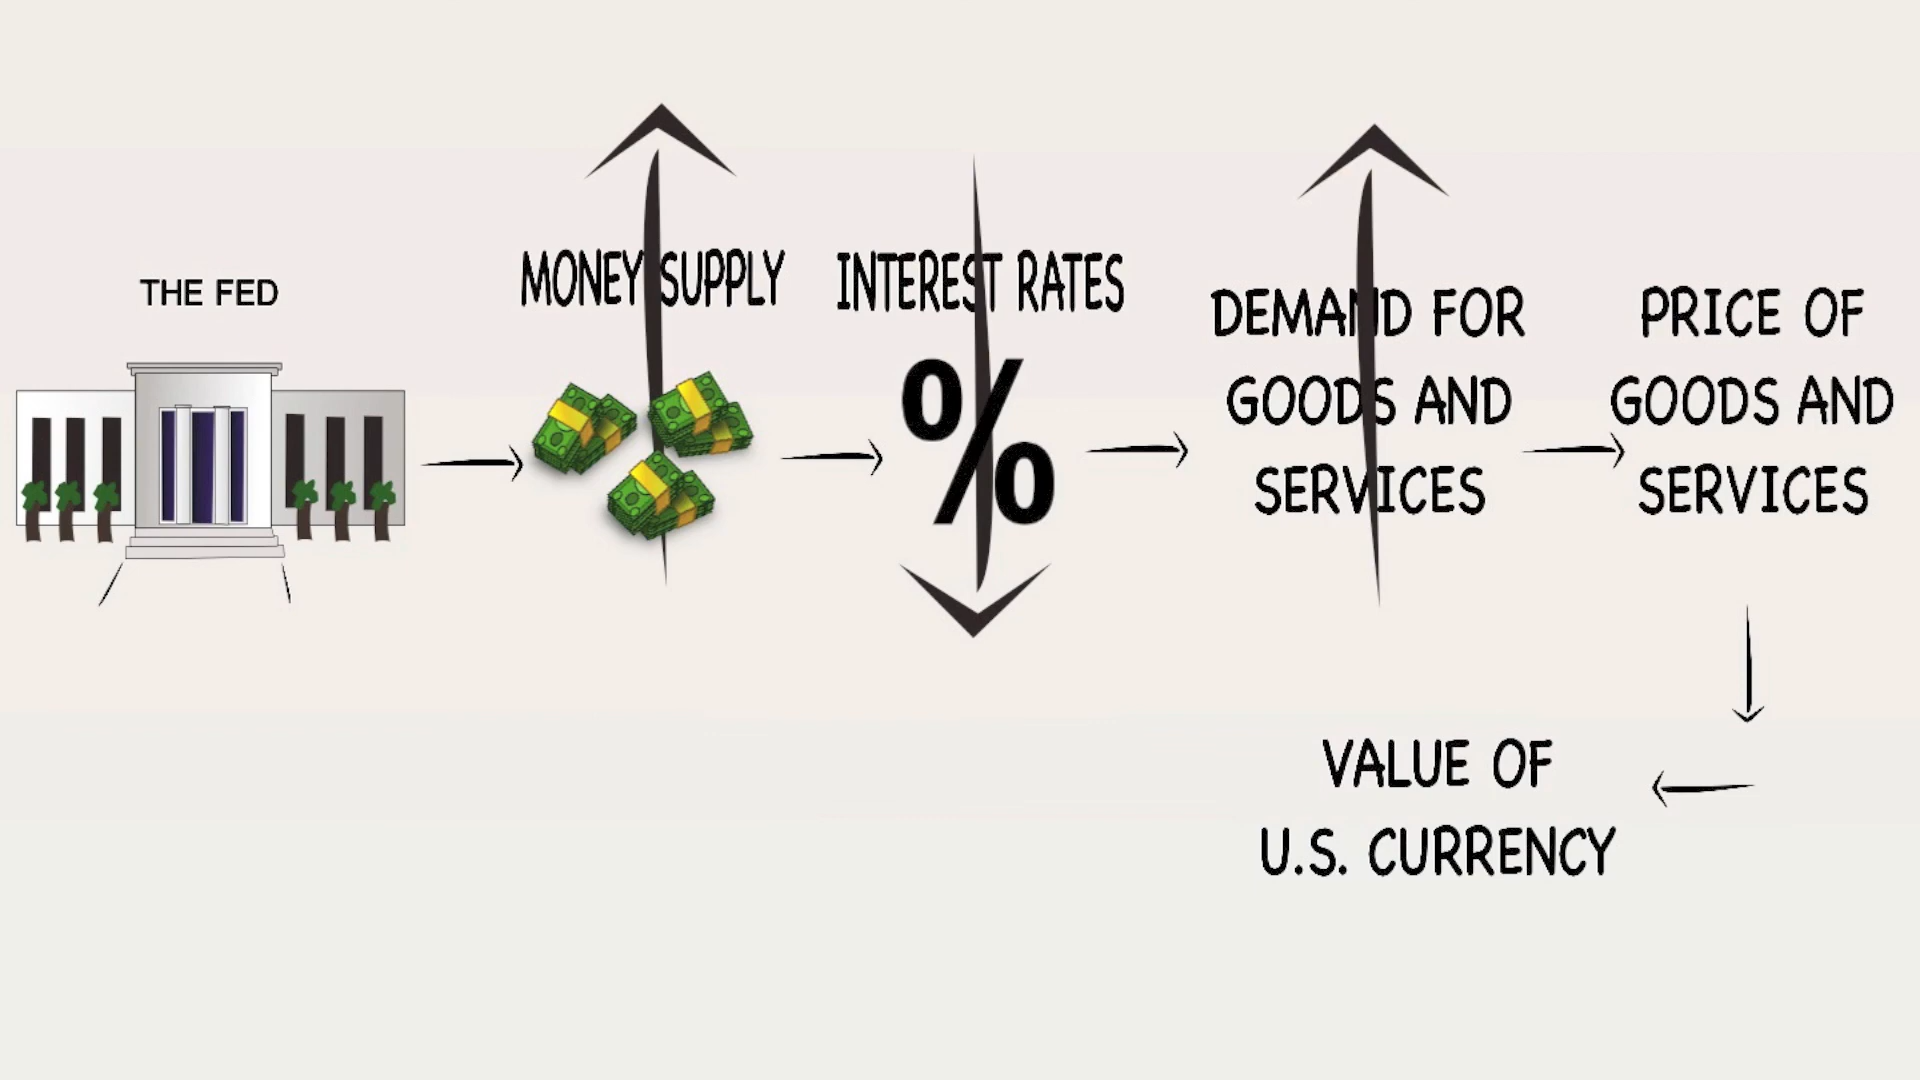 THE FED
MONEY SUPPLY
INTEREST RATES
%
DEMAND FOR
GOODS AND
SERVICES
PRICE OF
GOODS AND
SERVICES
VALUE OF
U.S. CURRENCY